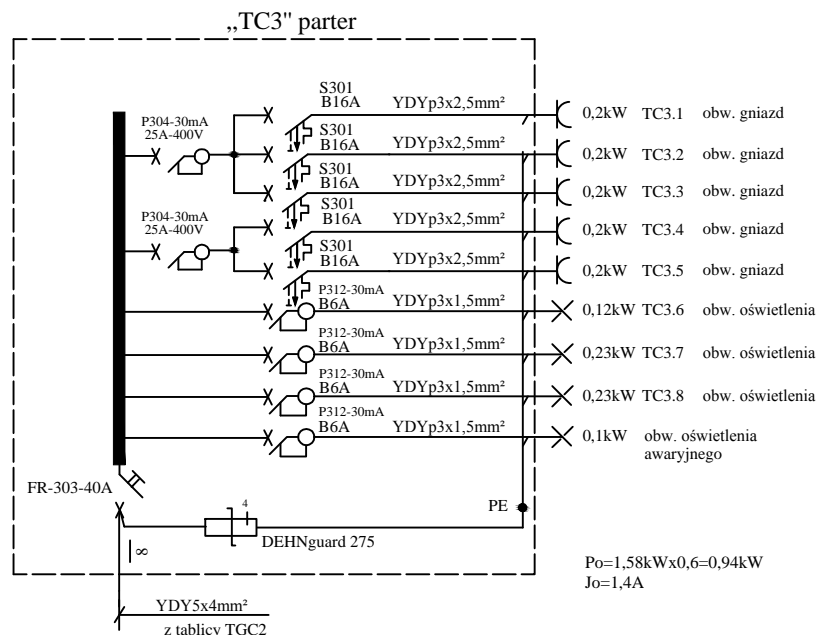 „TC3" parter
P304-30mA
25A-400V
S301
B16A
YDYp3x2,5mm²
0,2kW TC3.1 obw. gniazd
S301
B16A
YDYp3x2,5mm²
0,2kW TC3.2 obw. gniazd
S301
B16A
YDYp3x2,5mm²
0,2kW TC3.3 obw. gniazd
P304-30mA
25A-400V
S301
B16A
YDYp3x2,5mm²
0,2kW TC3.4 obw. gniazd
S301
B16A
YDYp3x2,5mm²
0,2kW TC3.5 obw. gniazd
P312-30mA
B6A
YDYp3x1,5mm²
0,12kW TC3.6 obw. oświetlenia
P312-30mA
B6A
YDYp3x1,5mm²
0,23kW TC3.7 obw. oświetlenia
P312-30mA
B6A
YDYp3x1,5mm²
0,23kW TC3.8 obw. oświetlenia
P312-30mA
B6A
YDYp3x1,5mm²
0,1kW obw. oświetlenia
awaryjnego
FR-303-40A
4
PE
DEHNguard 275
∞
Po=1,58kWx0,6=0,94kW
Jo=1,4A
YDY5x4mm²
z tablicy TGC2